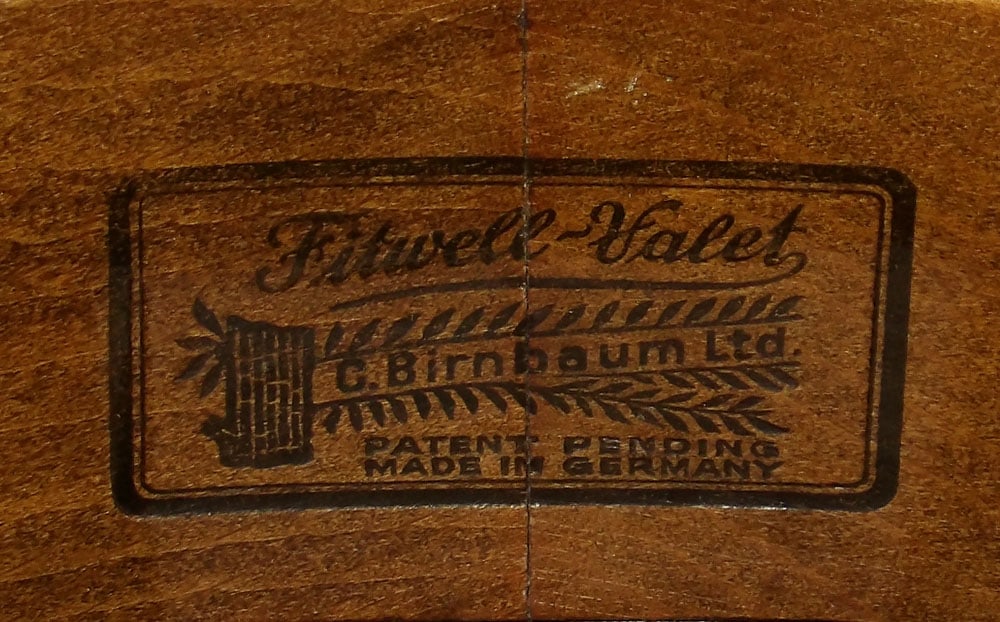 Fitwell-Valet
C. Birnbaum Ltd.
PATENT PENDING
MADE IN GERMANY